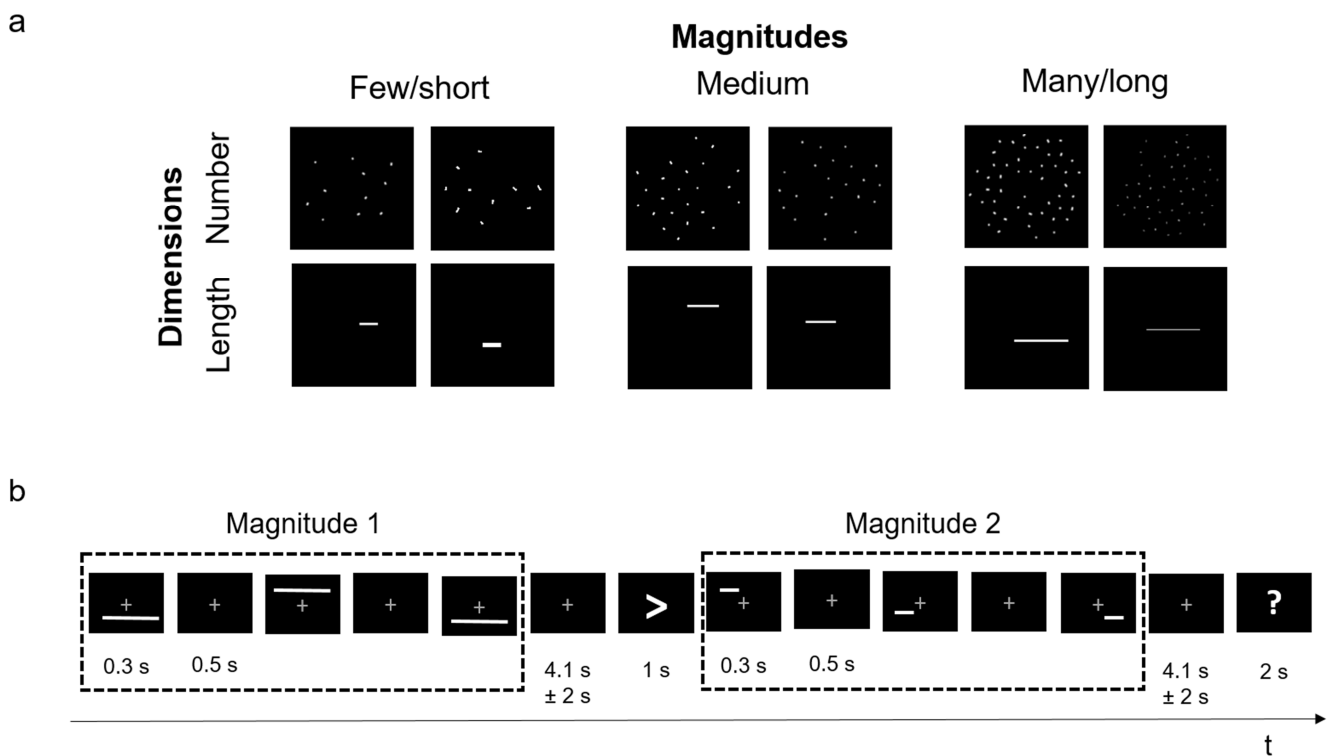 a
Magnitudes
Few/short
Medium
Many/long
Dimensions
Number
Length
b
Magnitude 1
Magnitude 2
+ + + + + + > + + + + + + ?
0.3 s 0.5 s 4.1 s 1 s 0.3 s 0.5 s 4.1 s 2 s
± 2 s ± 2 s
t